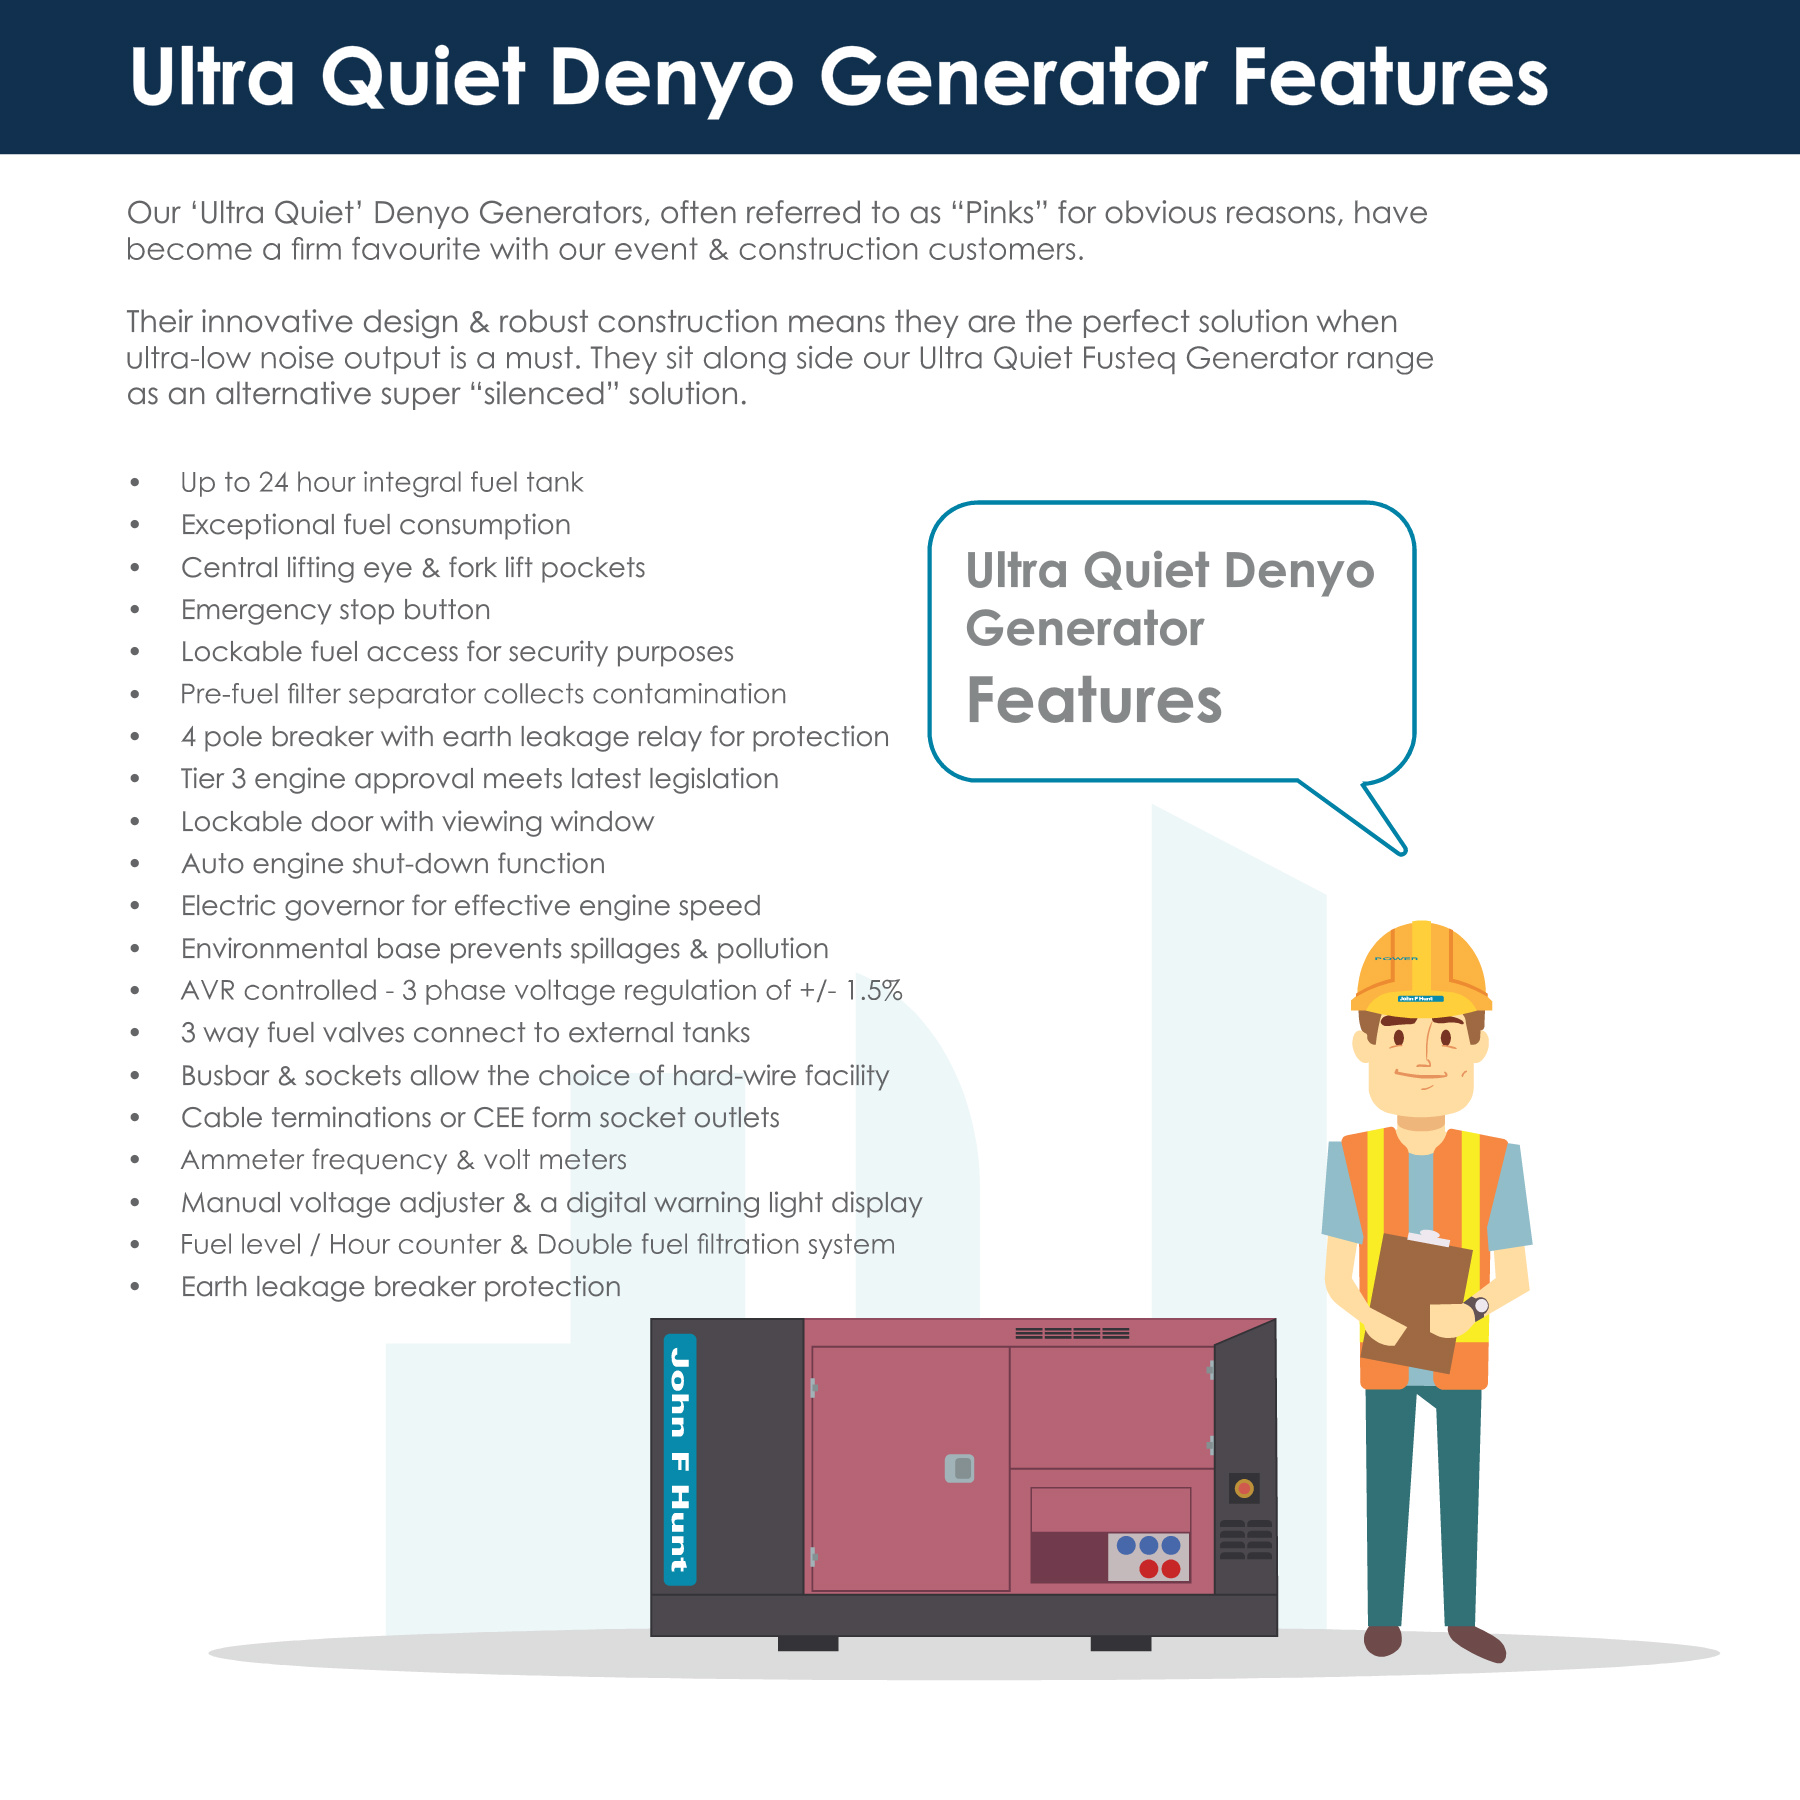 Ultra Quiet Denyo Generator Features
Our ‘Ultra Quiet’ Denyo Generators, often referred to as “Pinks” for obvious reasons, have
become a firm favourite with our event & construction customers.
Their innovative design & robust construction means they are the perfect solution when
ultra-low noise output is a must. They sit along side our Ultra Quiet Fusteq Generator range
as an alternative super “silenced” solution.
• Up to 24 hour integral fuel tank
• Exceptional fuel consumption
• Central lifting eye & fork lift pockets
• Emergency stop button
• Lockable fuel access for security purposes
• Pre-fuel filter separator collects contamination
• 4 pole breaker with earth leakage relay for protection
• Tier 3 engine approval meets latest legislation
• Lockable door with viewing window
• Auto engine shut-down function
• Electric governor for effective engine speed
• Environmental base prevents spillages & pollution
• AVR controlled - 3 phase voltage regulation of +/- 1.5%
• 3 way fuel valves connect to external tanks
• Busbar & sockets allow the choice of hard-wire facility
• Cable terminations or CEE form socket outlets
• Ammeter frequency & volt meters
• Manual voltage adjuster & a digital warning light display
• Fuel level / Hour counter & Double fuel filtration system
• Earth leakage breaker protection
Ultra Quiet Denyo
Generator
Features
POWER
John F Hunt
John F Hunt